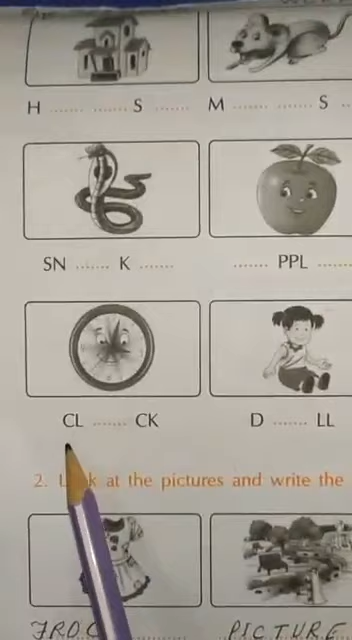 H ....... ....... S .......
M ....... ....... S ..
SN ....... K .......
....... PPL .......
CL ....... CK
D ....... LL
2. at the pictures and write the
FROC
PICTURE